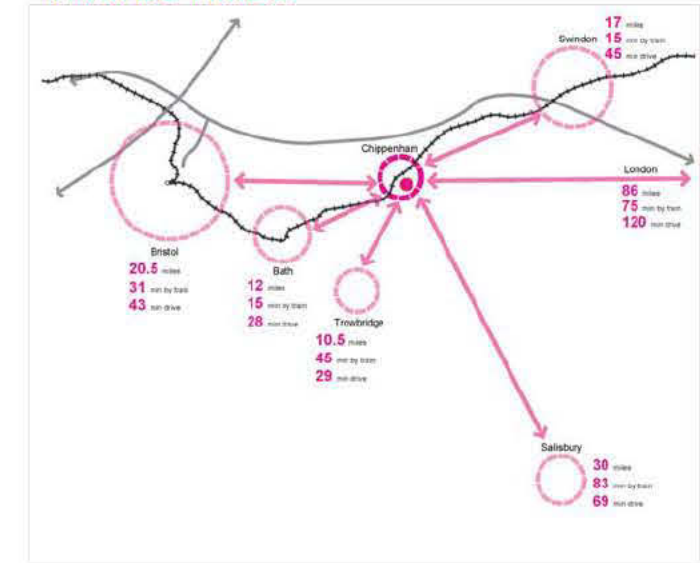 17 miles
Swindon 15 min by train
45 min drive
Chippenham
London
86 miles
75 min by train
120 min drive
Bristol
20.5 miles
31 min by train
43 min drive
Bath
12 miles
15 min by train
28 min drive
Trowbridge
10.5 miles
45 min by train
29 min drive
Salisbury
30 miles
83 min by train
69 min drive